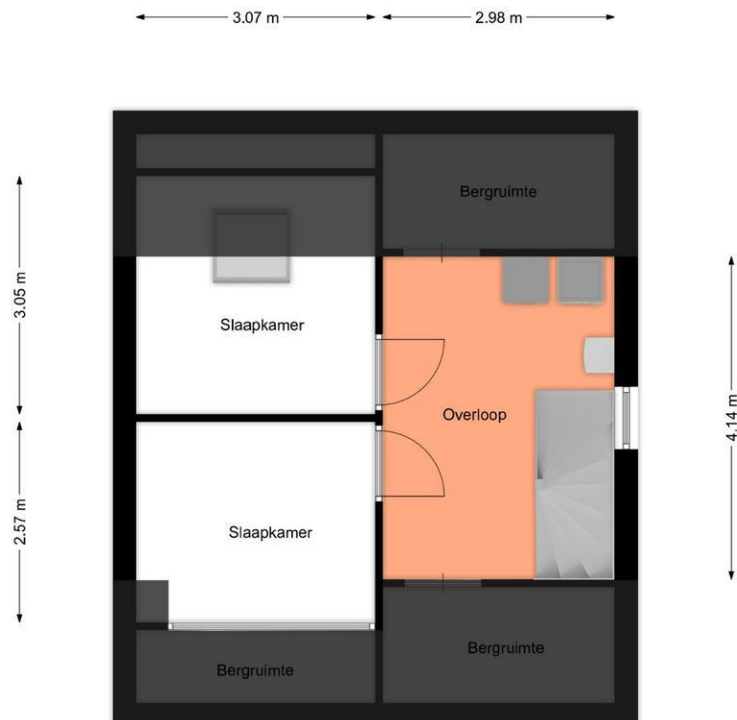 3.07 m
2.98 m
Bergruimte
3.05 m
Slaapkamer
Overloop
4.14 m
2.57 m
Slaapkamer
Bergruimte
Bergruimte